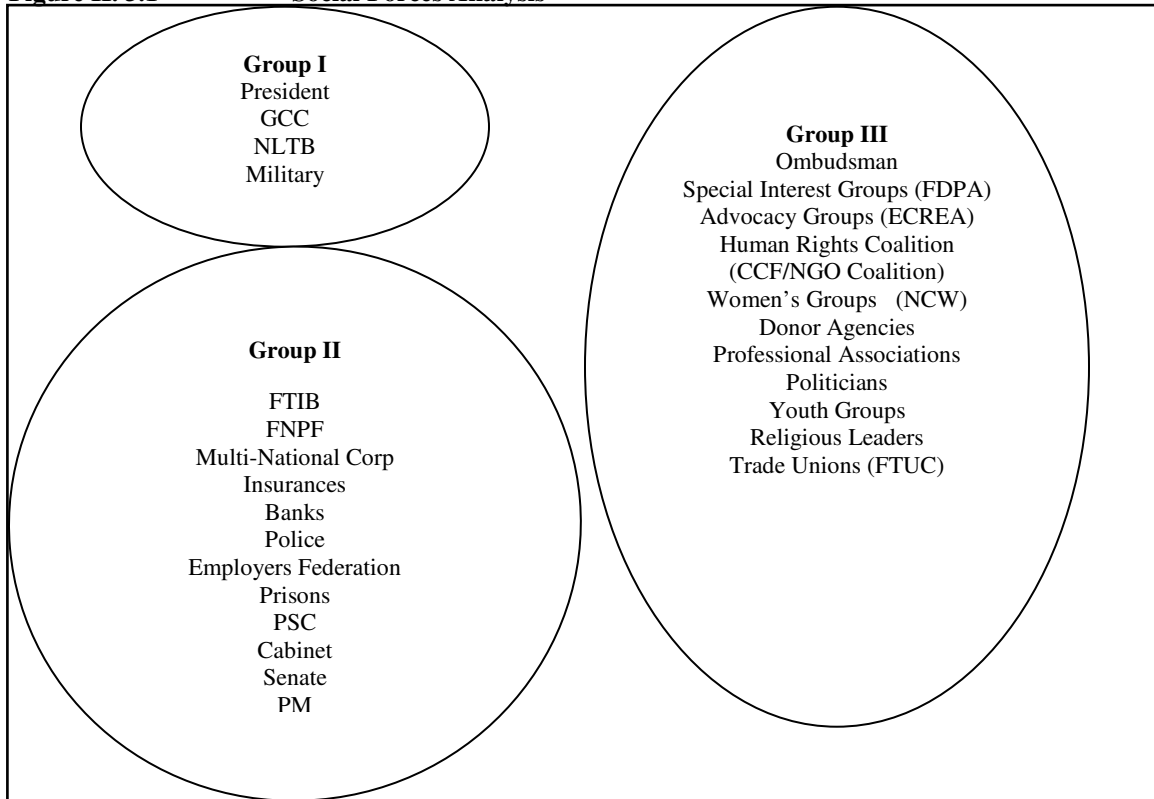 Figure II. 3.1 Social Forces Analysis
Group I
President
GCC
NLTB
Military
Group II
FTIB
FNPF
Multi-National Corp
Insurances
Banks
Police
Employers Federation
Prisons
PSC
Cabinet
Senate
PM
Group III
Ombudsman
Special Interest Groups (FDPA)
Advocacy Groups (ECREA)
Human Rights Coalition
(CCF/NGO Coalition)
Women's Groups (NCW)
Donor Agencies
Professional Associations
Politicians
Youth Groups
Religious Leaders
Trade Unions (FTUC)